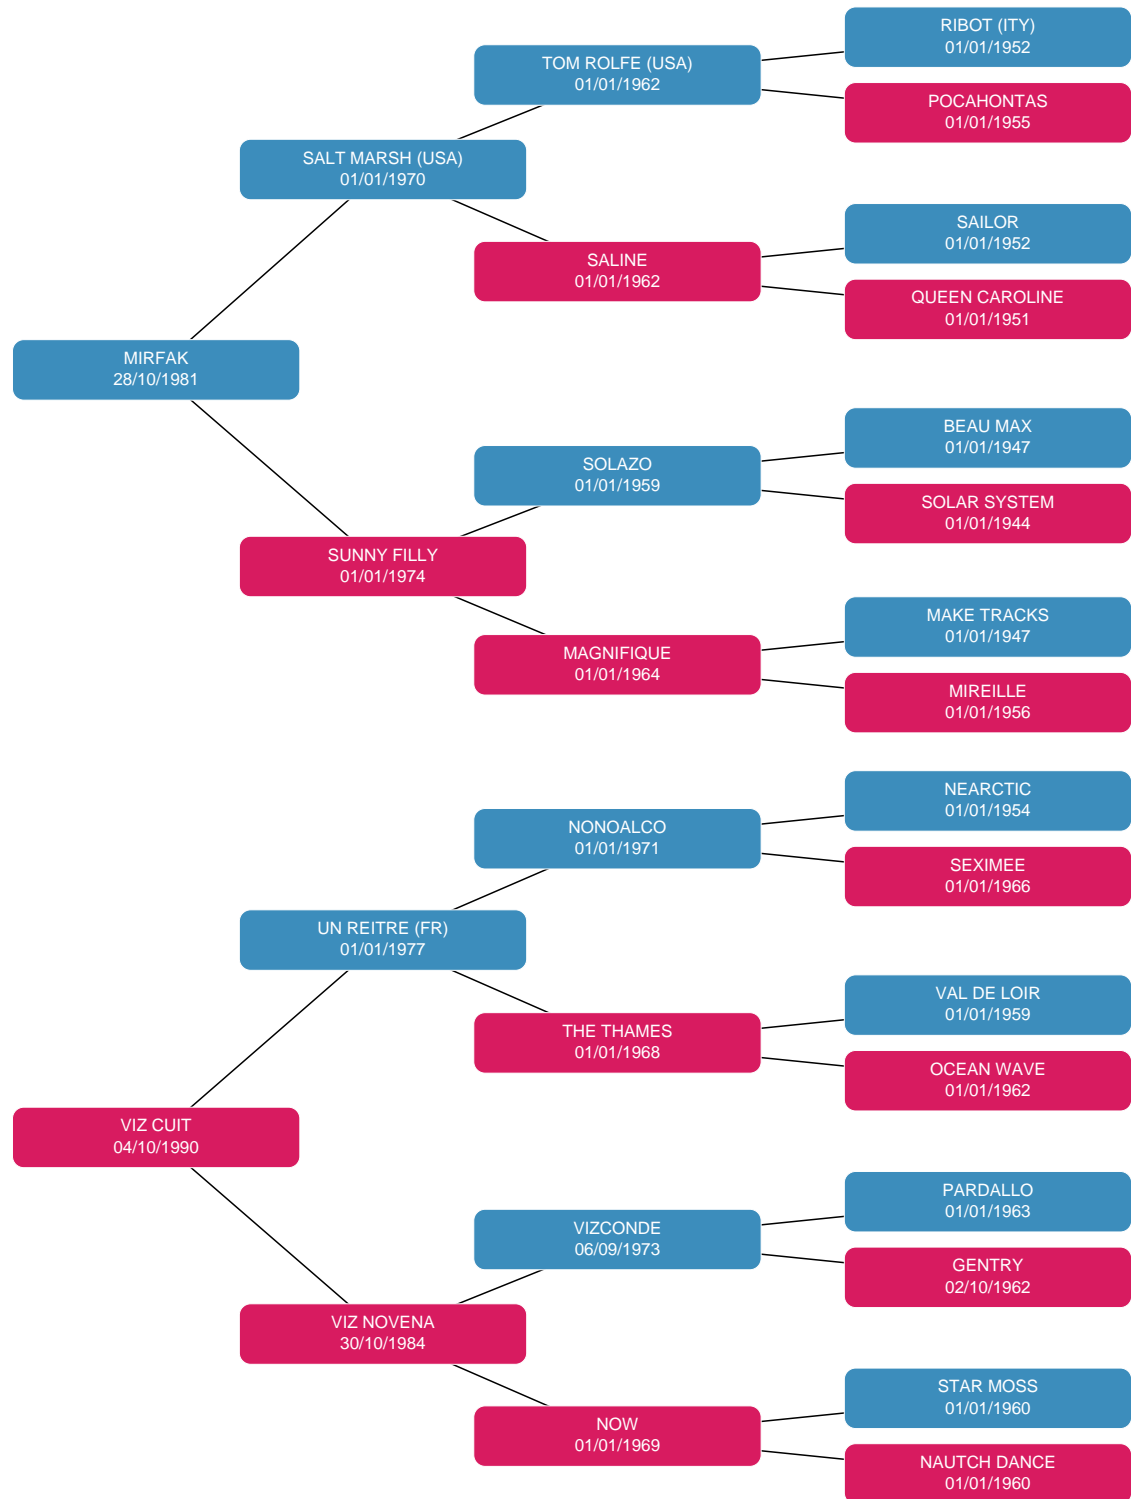 RIBOT (ITY)
01/01/1952
TOM ROLFE (USA)
01/01/1962
POCAHONTAS
01/01/1955
SALT MARSH (USA)
01/01/1970
SAILOR
01/01/1952
SALINE
01/01/1962
QUEEN CAROLINE
01/01/1951
MIRFAK
28/10/1981
BEAU MAX
01/01/1947
SOLAZO
01/01/1959
SOLAR SYSTEM
01/01/1944
SUNNY FILLY
01/01/1974
MAKE TRACKS
01/01/1947
MAGNIFIQUE
01/01/1964
MIREILLE
01/01/1956
NEARCTIC
01/01/1954
NONOALCO
01/01/1971
SEXIMEE
01/01/1966
UN REITRE (FR)
01/01/1977
VAL DE LOIR
01/01/1959
THE THAMES
01/01/1968
OCEAN WAVE
01/01/1962
VIZ CUIT
04/10/1990
PARDALLO
01/01/1963
VIZCONDE
06/09/1973
GENTRY
02/10/1962
VIZ NOVENA
30/10/1984
STAR MOSS
01/01/1960
NOW
01/01/1969
NAUTCH DANCE
01/01/1960